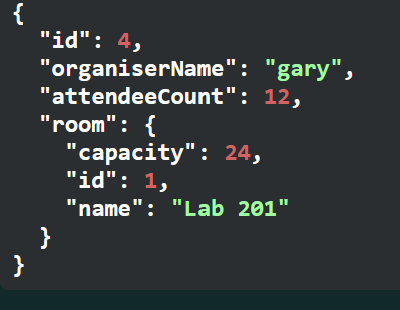 {
  "id": 4,
  "organiserName": "gary",
  "attendeeCount": 12,
  "room": {
    "capacity": 24,
    "id": 1,
    "name": "Lab 201"
  }
}